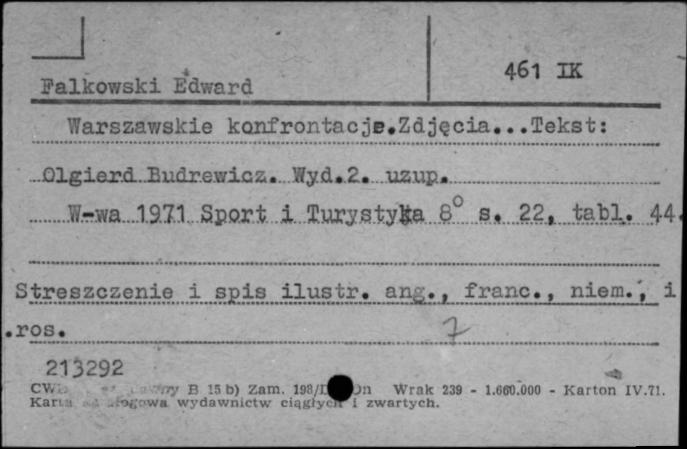 461 IK
Falkowski Edward
Warszawskie konfrontacje.Zdjęcia...Tekst:
Olgierd Budrewicz. Wyd.2. uzup.
W-wa 1971 Sport i Turystyka 8° s. 22, tabl. 44.
Streszczenie i spis ilustr. ang., franc., niem., i
.ros.
7
213292
B 15 b) Zam. 198/ Wrak 239 - 1.660.000 - Karton IV.71.
Karta wydawnictw ciągłych i zwartych.